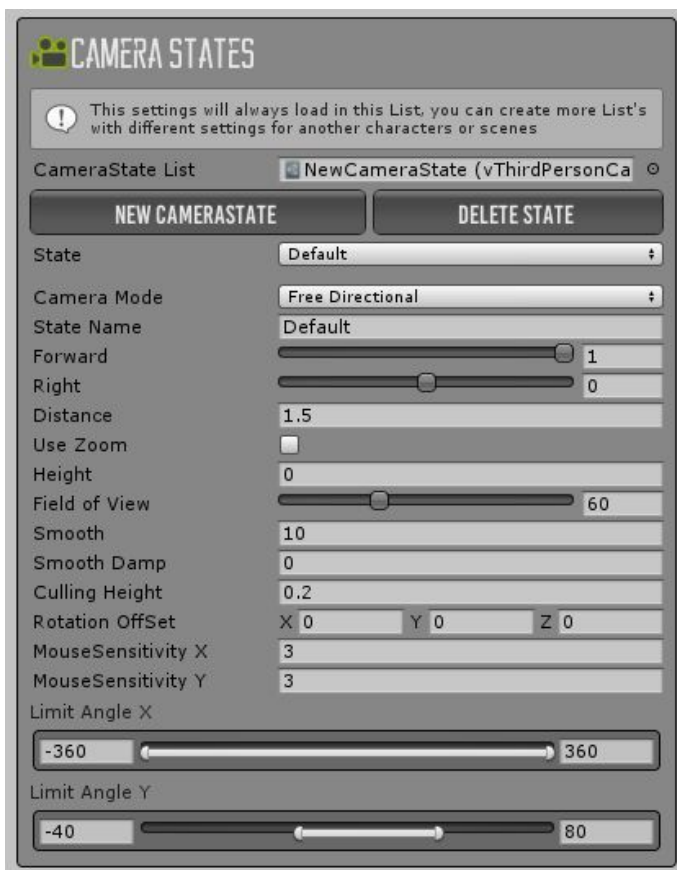 CAMERA STATES
This settings will always load in this List, you can create more List's
with different settings for another characters or scenes
CameraState List NewCameraState (vThirdPersonCa
NEW CAMERASTATE DELETE STATE
State Default
Camera Mode Free Directional
State Name Default
Forward 1
Right 0
Distance 1.5
Use Zoom
Height 0
Field of View 60
Smooth 10
Smooth Damp 0
Culling Height 0.2
Rotation OffSet X 0 Y 0 Z 0
MouseSensitivity X 3
MouseSensitivity Y 3
Limit Angle X
-360 360
Limit Angle Y
-40 80